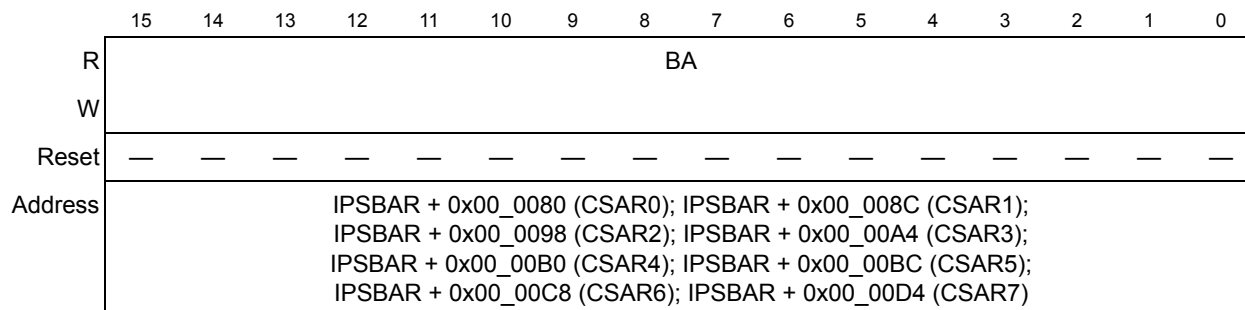 15 14 13 12 11 10 9 8 7 6 5 4 3 2 1 0
R BA
W
Reset — — — — — — — — — — — — — — — —
Address IPSBAR + 0x00_0080 (CSAR0); IPSBAR + 0x00_008C (CSAR1);
IPSBAR + 0x00_0098 (CSAR2); IPSBAR + 0x00_00A4 (CSAR3);
IPSBAR + 0x00_00B0 (CSAR4); IPSBAR + 0x00_00BC (CSAR5);
IPSBAR + 0x00_00C8 (CSAR6); IPSBAR + 0x00_00D4 (CSAR7)